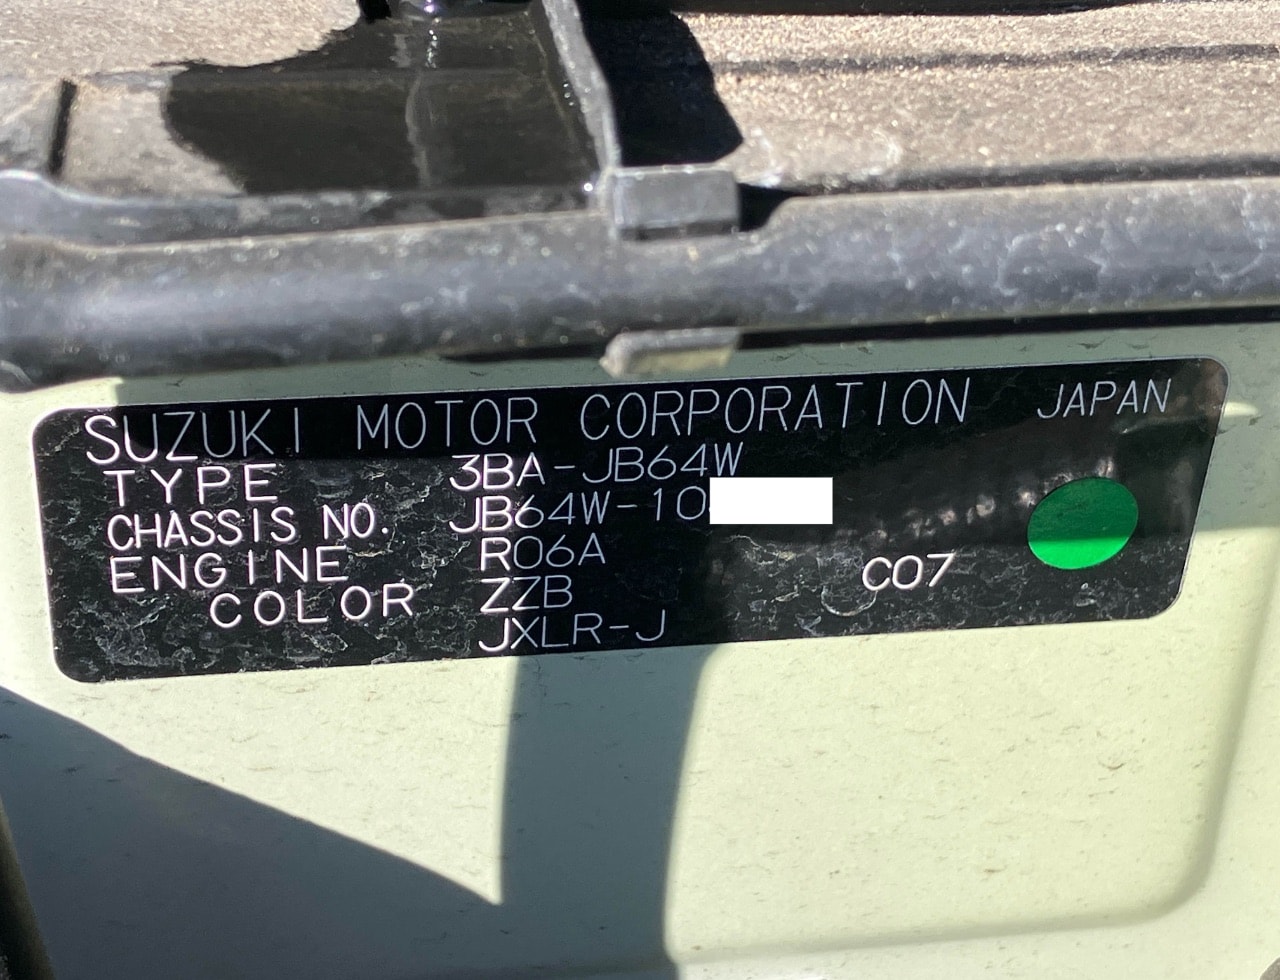 SUZUKI MOTOR CORPORATION JAPAN
TYPE 3BA-JB64W
CHASSIS NO. JB64W-10
ENGINE R06A
COLOR ZZB C07
JXLR-J